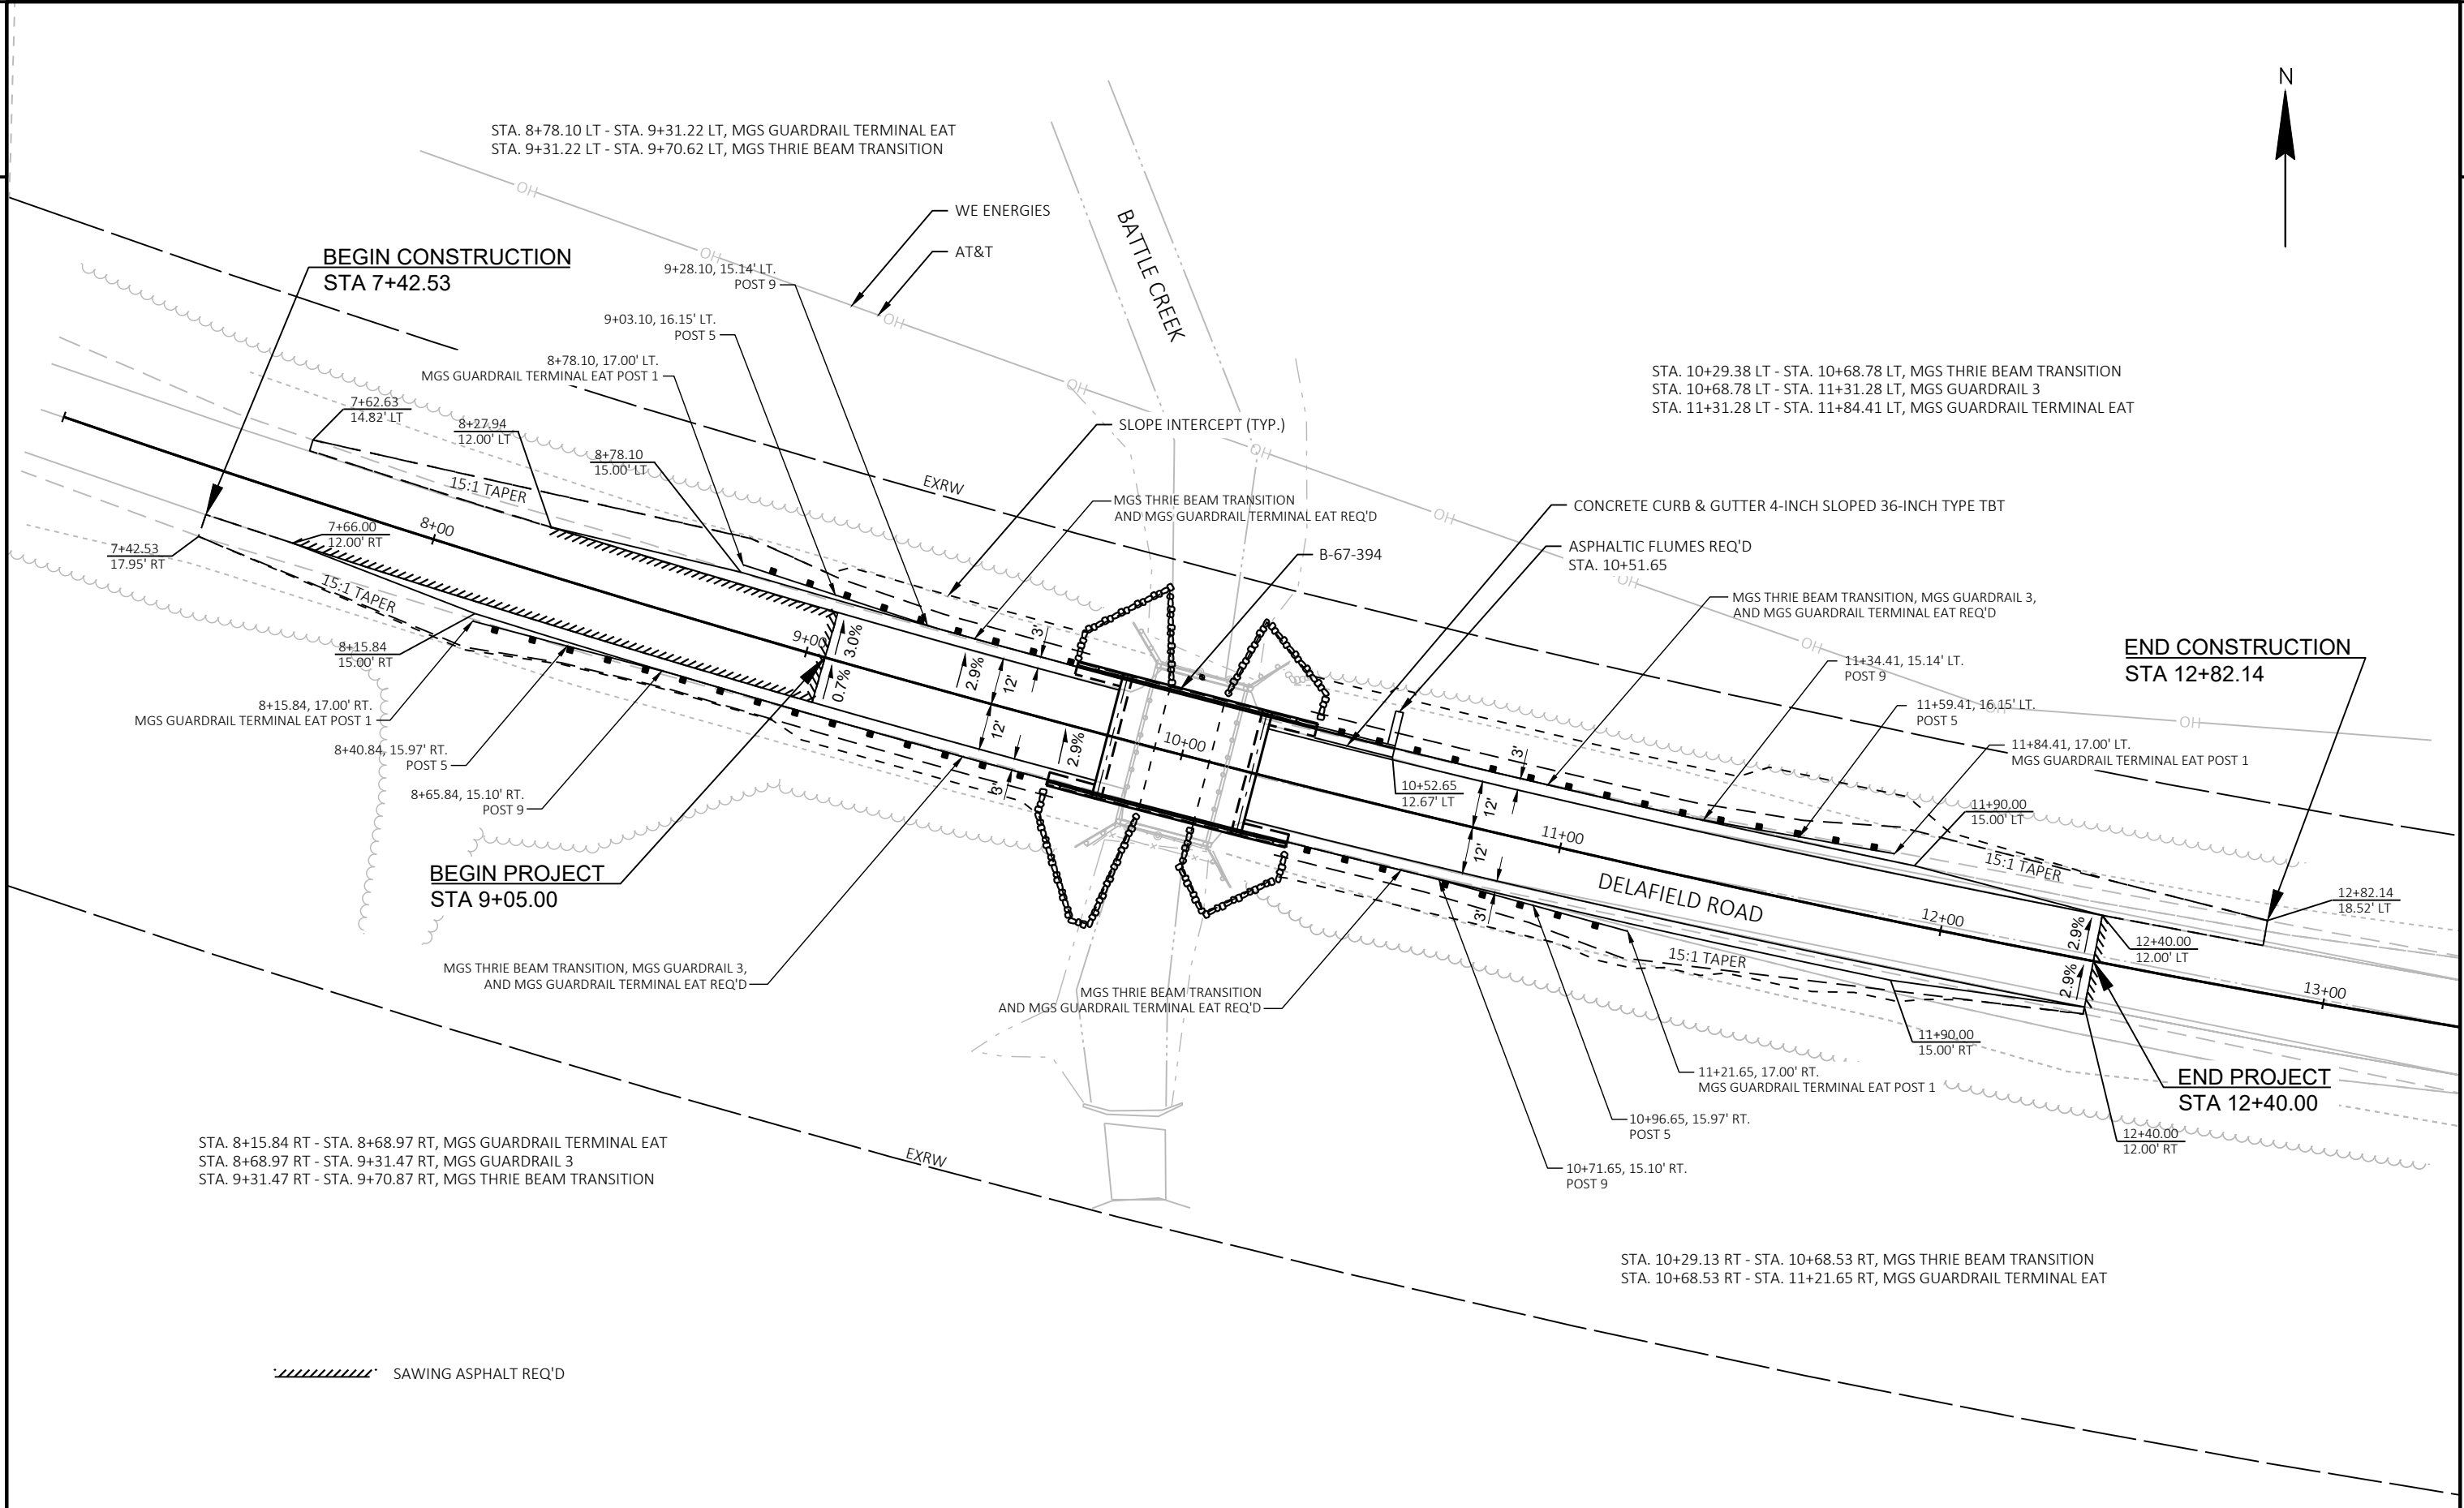 N
STA. 8+78.10 LT - STA. 9+31.22 LT, MGS GUARDRAIL TERMINAL EAT
STA. 9+31.22 LT - STA. 9+70.62 LT, MGS THRIE BEAM TRANSITION
OH
WE ENERGIES
AT&T
BATTLE CREEK
BEGIN CONSTRUCTION
STA 7+42.53
OH
9+28.10, 15.14' LT.
POST 9
9+03.10, 16.15' LT.
POST 5
OH
8+78.10, 17.00' LT.
MGS GUARDRAIL TERMINAL EAT POST 1
OH
STA. 10+29.38 LT - STA. 10+68.78 LT, MGS THRIE BEAM TRANSITION
STA. 10+68.78 LT - STA. 11+31.28 LT, MGS GUARDRAIL 3
STA. 11+31.28 LT - STA. 11+84.41 LT, MGS GUARDRAIL TERMINAL EAT
7+62.63
14.82' LT
8+27.94
12.00' LT
8+78.10
15.00' LT
SLOPE INTERCEPT (TYP.)
OH
15:1 TAPER
EXRW
MGS THRIE BEAM TRANSITION
AND MGS GUARDRAIL TERMINAL EAT REQ'D
CONCRETE CURB & GUTTER 4-INCH SLOPED 36-INCH TYPE TBT
OH
7+42.53
17.95' RT
7+66.00
12.00' RT
8+00
B-67-394
ASPHALTIC FLUMES REQ'D
STA. 10+51.65
OH
15:1 TAPER
MGS THRIE BEAM TRANSITION, MGS GUARDRAIL 3,
AND MGS GUARDRAIL TERMINAL EAT REQ'D
OH
8+15.84
15.00' RT
9+00
3.0%
0.7%
2.9%
12'
3'
END CONSTRUCTION
STA 12+82.14
11+34.41, 15.14' LT.
POST 9
8+15.84, 17.00' RT.
MGS GUARDRAIL TERMINAL EAT POST 1
11+59.41, 16.15' LT.
POST 5
OH
OH
8+40.84, 15.97' RT.
POST 5
12'
2.9%
3'
10+00
11+84.41, 17.00' LT.
MGS GUARDRAIL TERMINAL EAT POST 1
8+65.84, 15.10' RT.
POST 9
10+52.65
12.67' LT
3'
12'
12'
3'
11+00
11+90.00
15.00' LT
BEGIN PROJECT
STA 9+05.00
DELAFIELD ROAD
15:1 TAPER
12+82.14
18.52' LT
12+00
2.9%
2.9%
12+40.00
12.00' LT
MGS THRIE BEAM TRANSITION, MGS GUARDRAIL 3,
AND MGS GUARDRAIL TERMINAL EAT REQ'D
MGS THRIE BEAM TRANSITION
AND MGS GUARDRAIL TERMINAL EAT REQ'D
15:1 TAPER
13+00
11+90.00
15.00' RT
11+21.65, 17.00' RT.
MGS GUARDRAIL TERMINAL EAT POST 1
END PROJECT
STA 12+40.00
10+96.65, 15.97' RT.
POST 5
12+40.00
12.00' RT
10+71.65, 15.10' RT.
POST 9
STA. 8+15.84 RT - STA. 8+68.97 RT, MGS GUARDRAIL TERMINAL EAT
STA. 8+68.97 RT - STA. 9+31.47 RT, MGS GUARDRAIL 3
STA. 9+31.47 RT - STA. 9+70.87 RT, MGS THRIE BEAM TRANSITION
EXRW
STA. 10+29.13 RT - STA. 10+68.53 RT, MGS THRIE BEAM TRANSITION
STA. 10+68.53 RT - STA. 11+21.65 RT, MGS GUARDRAIL TERMINAL EAT
SAWING ASPHALT REQ'D